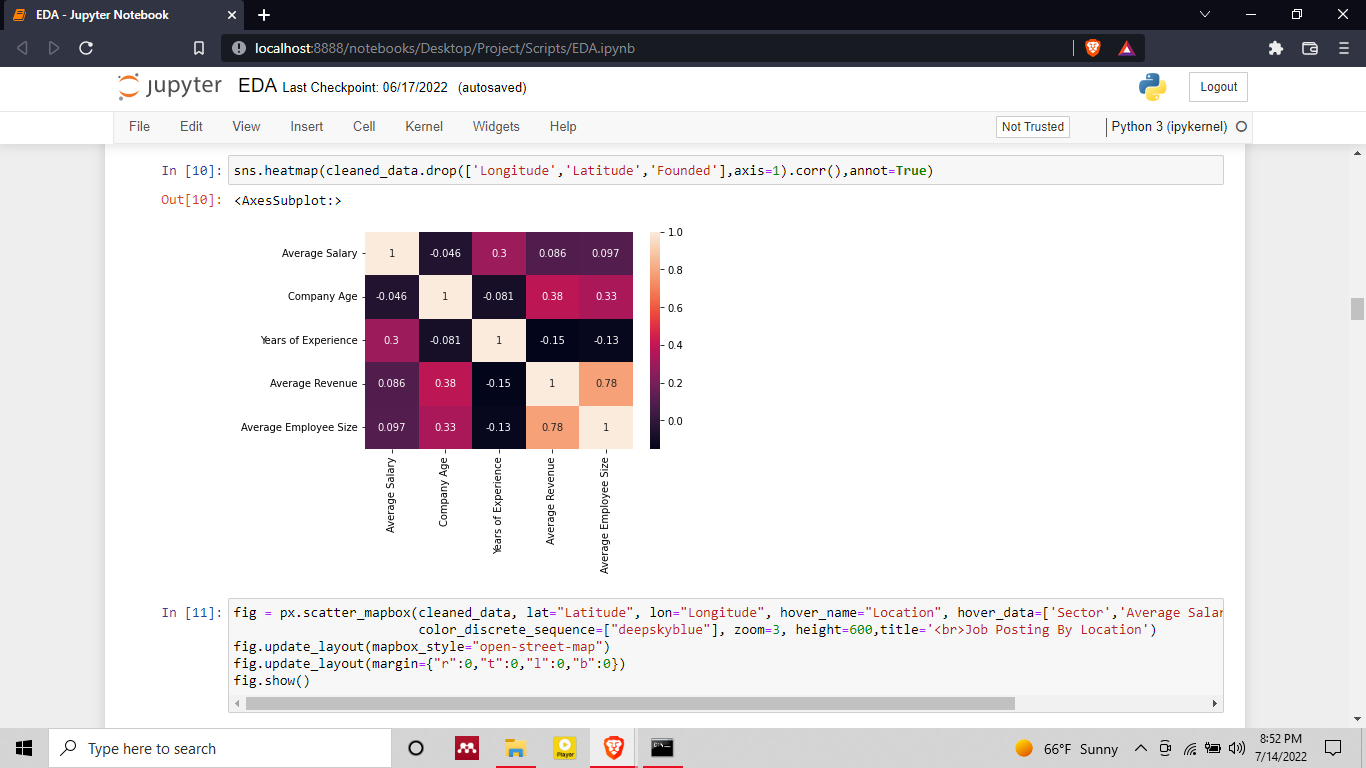 EDA - Jupyter Notebook
localhost:8888/notebooks/Desktop/Project/Scripts/EDA.ipynb
jupyter EDA Last Checkpoint: 06/17/2022 (autosaved) Logout
File Edit View Insert Cell Kernel Widgets Help Not Trusted Python 3 (ipykernel)
In [10]: sns.heatmap(cleaned_data.drop(['Longitude','Latitude','Founded'],axis=1).corr(),annot=True)
Out[10]: <AxesSubplot:>
Average Salary 1 -0.046 0.3 0.086 0.097
Company Age -0.046 1 -0.081 0.38 0.33
Years of Experience 0.3 -0.081 1 -0.15 -0.13
Average Revenue 0.086 0.38 -0.15 1 0.78
Average Employee Size 0.097 0.33 -0.13 0.78 1
Average Salary
Company Age
Years of Experience
Average Revenue
Average Employee Size
1.0
0.8
0.6
0.4
0.2
0.0
In [11]: fig = px.scatter_mapbox(cleaned_data, lat="Latitude", lon="Longitude", hover_name="Location", hover_data=['Sector','Average Salar
color_discrete_sequence=["deepskyblue"], zoom=3, height=600,title='<br>Job Posting By Location')
fig.update_layout(mapbox_style="open-street-map")
fig.update_layout(margin={"r":0,"t":0,"l":0,"b":0})
fig.show()
Type here to search
Player
66°F Sunny
8:52 PM
7/14/2022